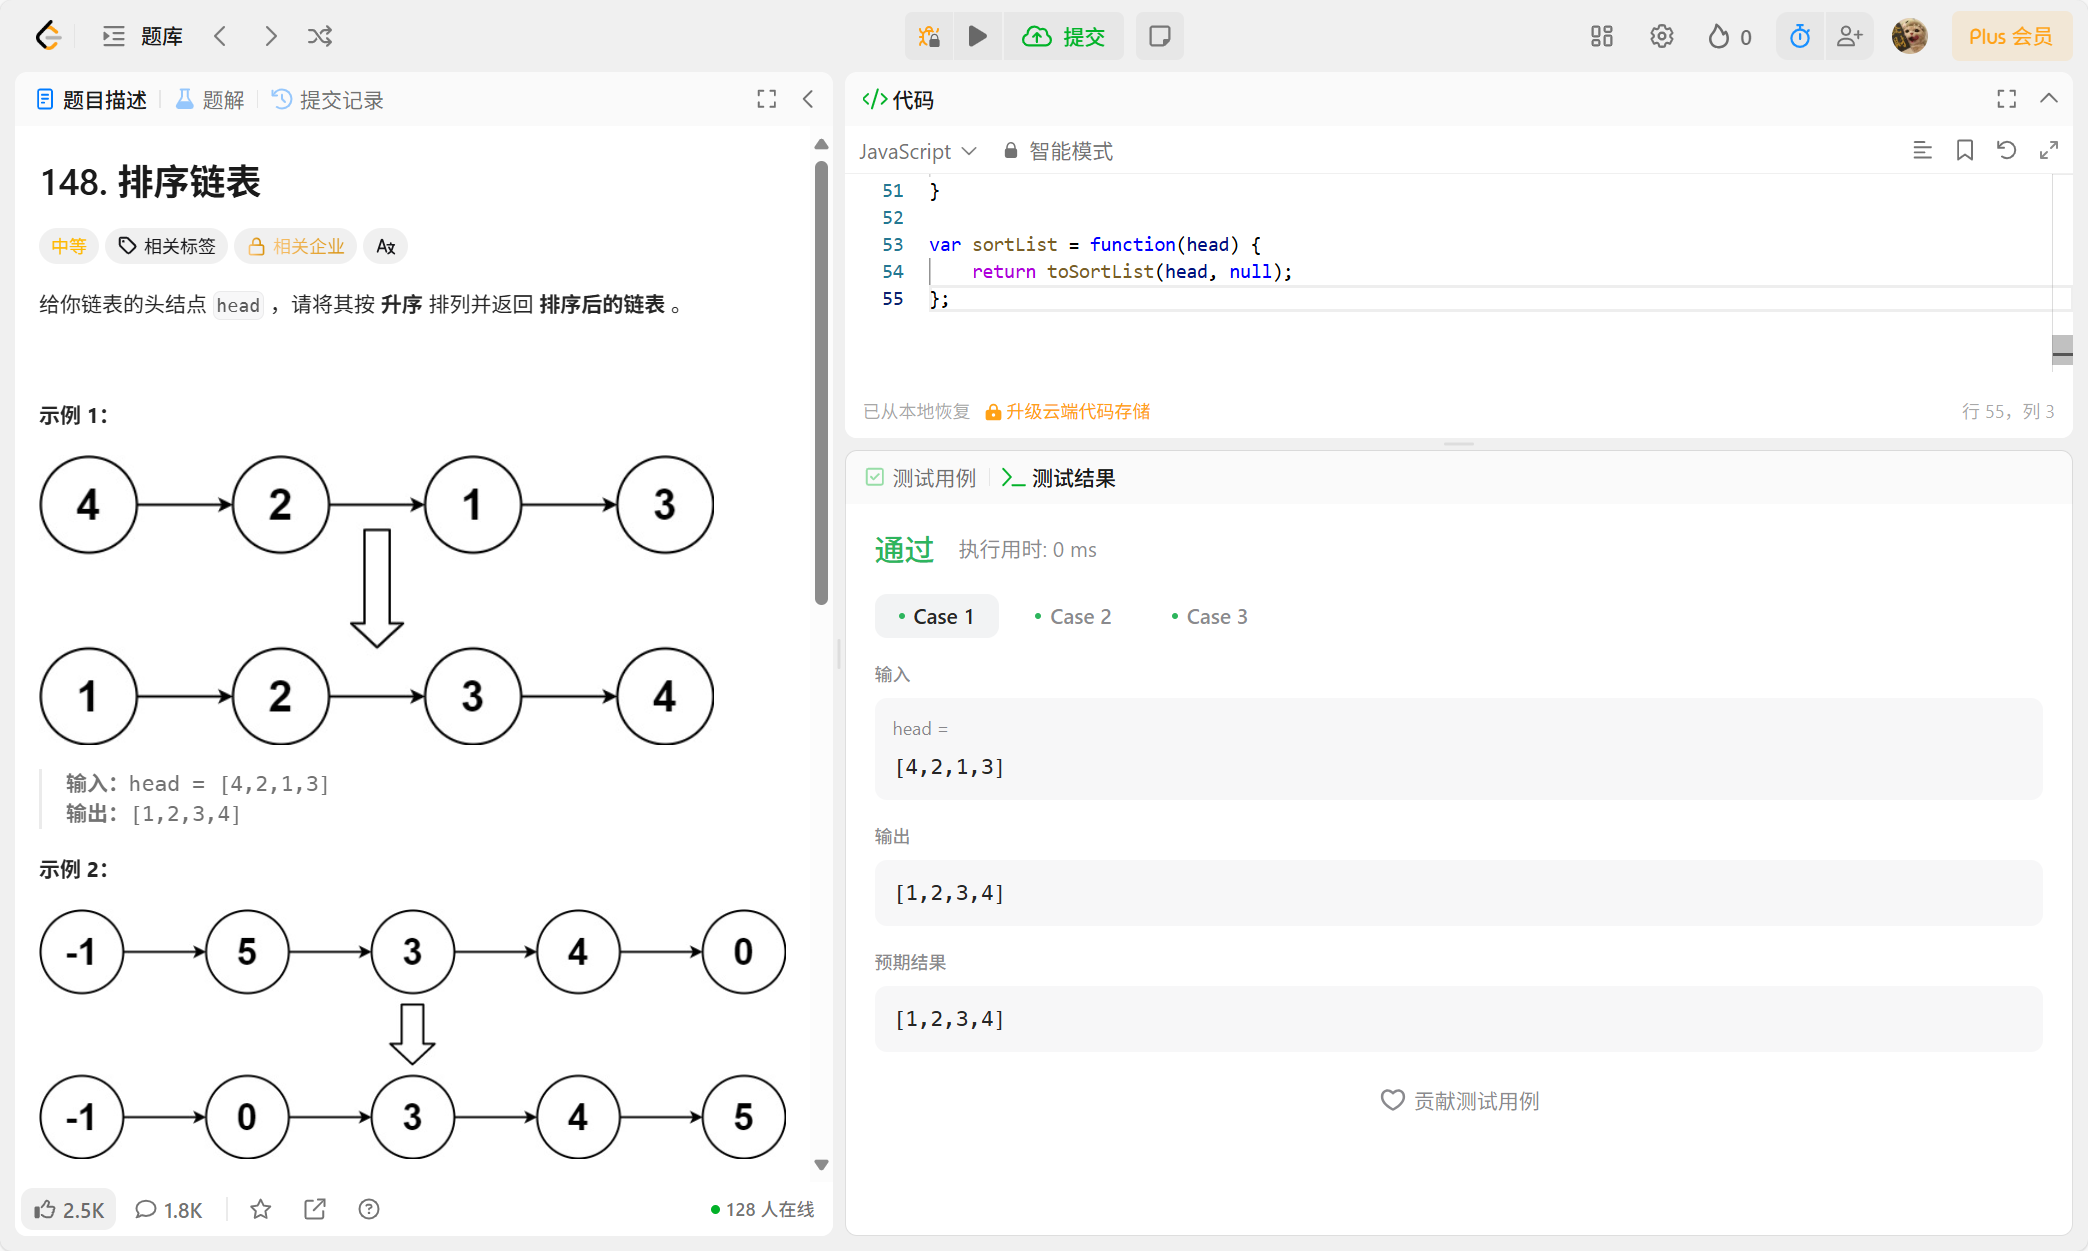 题库
提交
0
Plus 会员
题目描述
题解
提交记录
148. 排序链表
中等
相关标签
相关企业
给你链表的头结点 head ，请将其按 升序 排列并返回 排序后的链表 。
示例 1：
4 2 1 3
1 2 3 4
输入：head = [4,2,1,3]
输出：[1,2,3,4]
示例 2：
-1 5 3 4 0
-1 0 3 4 5
2.5K
1.8K
128 人在线
</>代码
JavaScript
智能模式
51 }
52
53 var sortList = function(head) {
54 return toSortList(head, null);
55 };
已从本地恢复
升级云端代码存储
行 55，列 3
测试用例
测试结果
通过
执行用时: 0 ms
Case 1
Case 2
Case 3
输入
head =
[4,2,1,3]
输出
[1,2,3,4]
预期结果
[1,2,3,4]
贡献测试用例